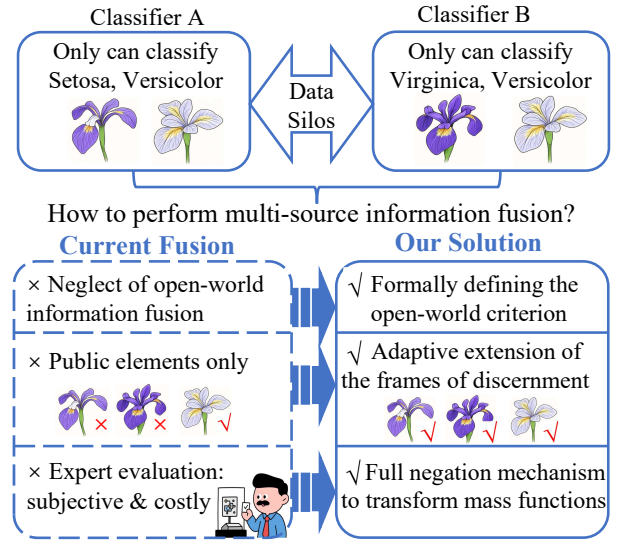 Classifier A
Classifier B
Only can classify
Setosa, Versicolor
Data
Silos
Only can classify
Virginica, Versicolor
How to perform multi-source information fusion?
Current Fusion
Our Solution
× Neglect of open-world
information fusion
√ Formally defining the
open-world criterion
× Public elements only
× × √
√ Adaptive extension of
the frames of discernment
√ √ √
× Expert evaluation:
subjective & costly
√ Full negation mechanism
to transform mass functions